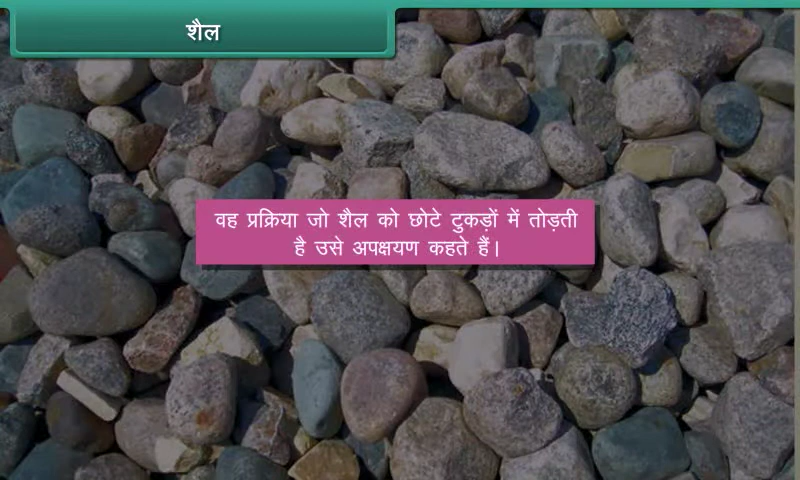 शैल
वह प्रक्रिया जो शैल को छोटे टुकड़ों में तोड़ती
है उसे अपक्षयण कहते हैं।